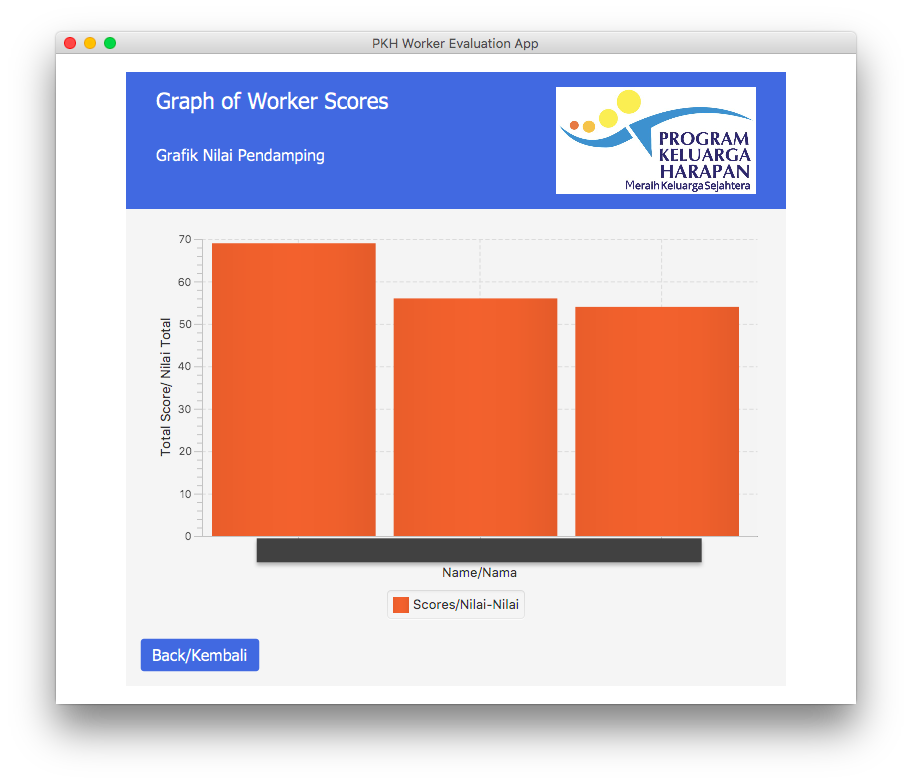 PKH Worker Evaluation App
Graph of Worker Scores
Grafik Nilai Pendamping
PROGRAM
KELUARGA
HARAPAN
Meraih Keluarga Sejahtera
70
60
50
40
30
20
10
0
Total Score/ Nilai Total
Name/Nama
Scores/Nilai-Nilai
Back/Kembali